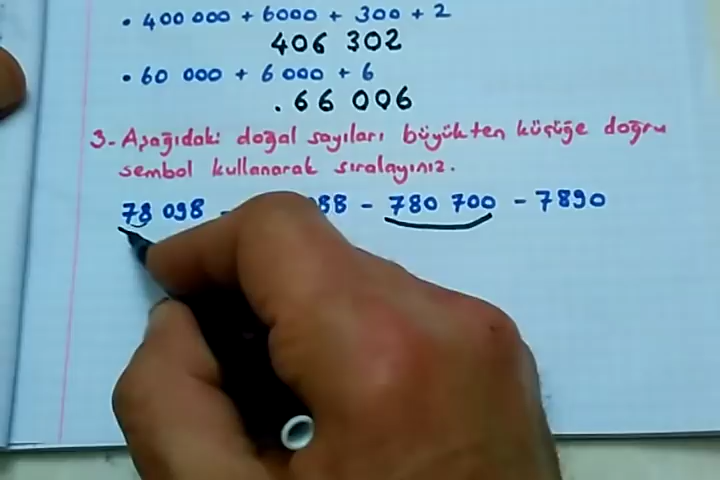 • 400 000 + 6000 + 300 + 2
406 302
• 60 000 + 6 000 + 6
. 66 006
3- Aşağıdaki doğal sayıları büyükten küçüğe doğru
sembol kullanarak sıralayınız.
78 098 - 088 - 780 700 - 7890